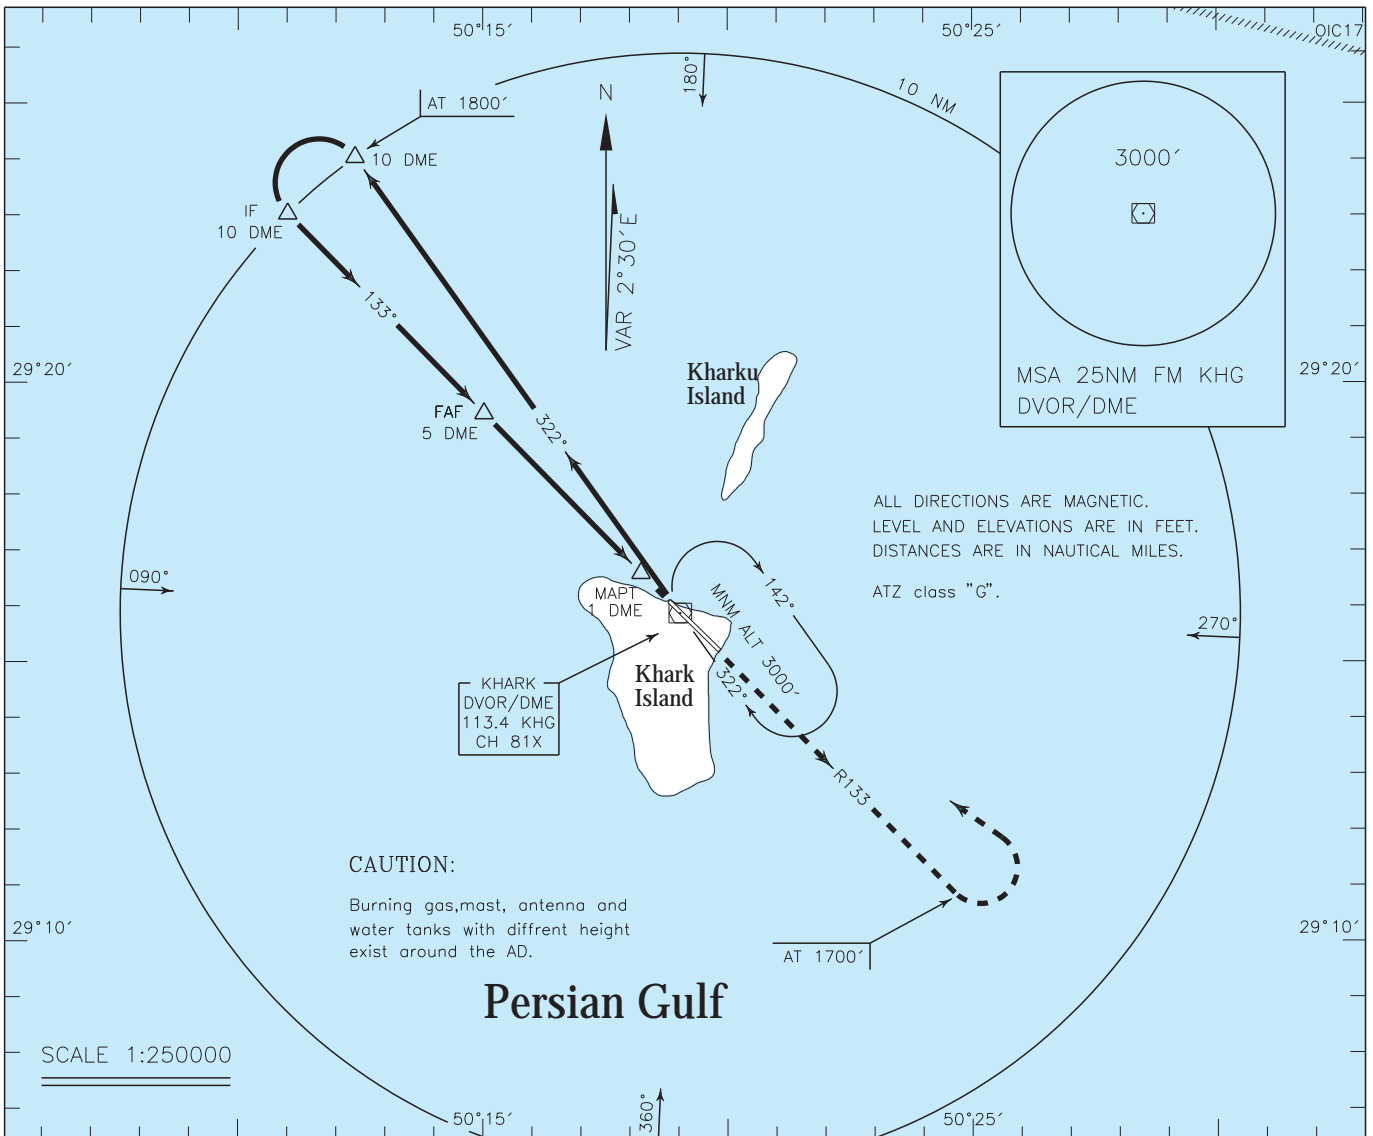 50°15′
50°25′
OIC17
180°
10 NM
AT 1800′
N
10 DME
3000′
IF
10 DME
VAR 2°30′E
133°
29°20′
29°20′
Kharku
Island
MSA 25NM FM KHG
DVOR/DME
FAF
5 DME
322°
ALL DIRECTIONS ARE MAGNETIC.
LEVEL AND ELEVATIONS ARE IN FEET.
DISTANCES ARE IN NAUTICAL MILES.
ATZ class "G".
090°
142°
MAPT
1 DME
MNM ALT 3000′
270°
Khark
Island
322°
KHARK
DVOR/DME
113.4 KHG
CH 81X
R133
CAUTION:
Burning gas,mast, antenna and
water tanks with diffrent height
exist around the AD.
29°10′
29°10′
AT 1700′
Persian Gulf
SCALE 1:250000
360°
50°15′
50°25′